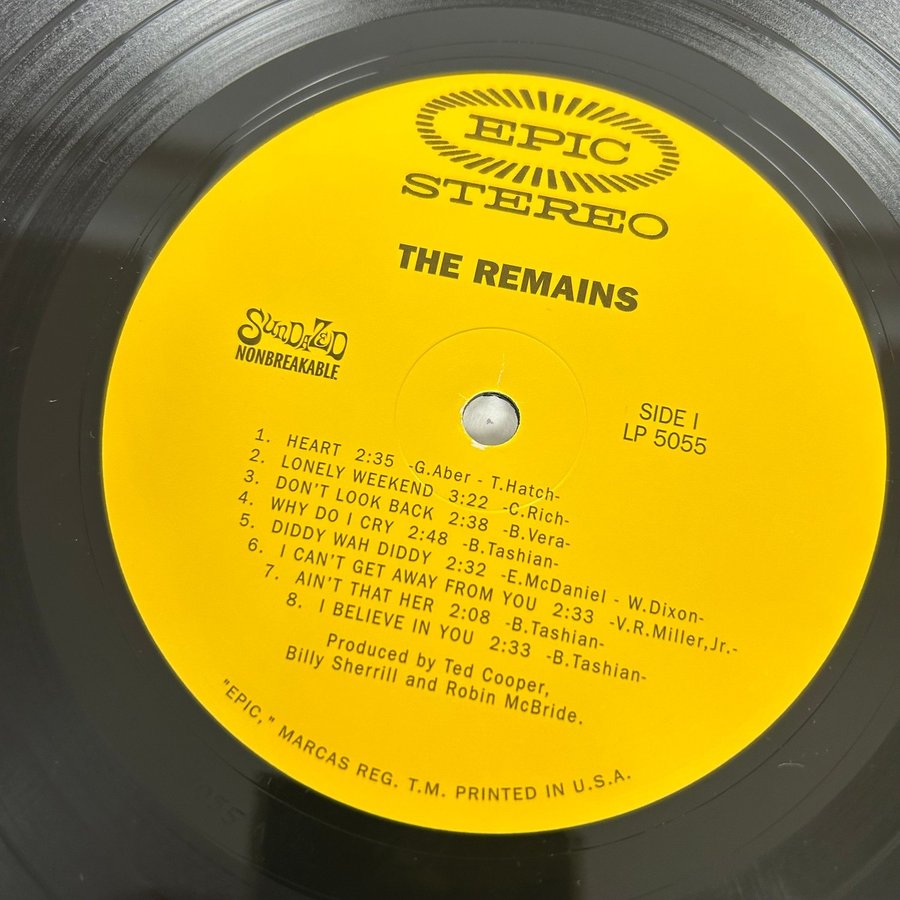 EPIC
STEREO
THE REMAINS
SUNDAZED
NONBREAKABLE
SIDE I
LP 5055
1. HEART 2:35 -G.Aber - T.Hatch-
2. LONELY WEEKEND 3:22 -C.Rich-
3. DON'T LOOK BACK 2:38 -B.Vera-
4. WHY DO I CRY 2:48 -B.Tashian-
5. DIDDY WAH DIDDY 2:32 -E.McDaniel - W.Dixon-
6. I CAN'T GET AWAY FROM YOU 2:33 -V.R.Miller,Jr.-
7. AIN'T THAT HER 2:08 -B.Tashian-
8. I BELIEVE IN YOU 2:33 -B.Tashian-
Produced by Ted Cooper,
Billy Sherrill and Robin McBride.
"EPIC," MARCAS REG. T.M. PRINTED IN U.S.A.